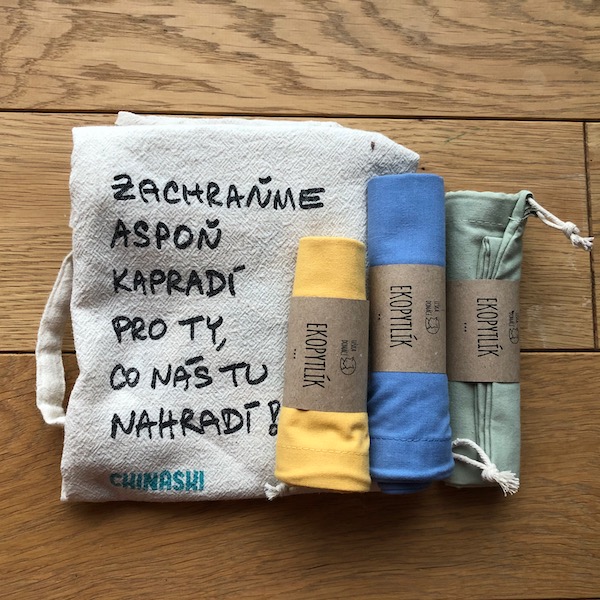 ZACHRAŇME
ASPOŇ
KAPRADÍ
PRO TY,
CO NÁS TU
NAHRADÍ!
CHINASKI
EKOPYTLÍK
EKOPYTLÍK
EKOPYTLÍK